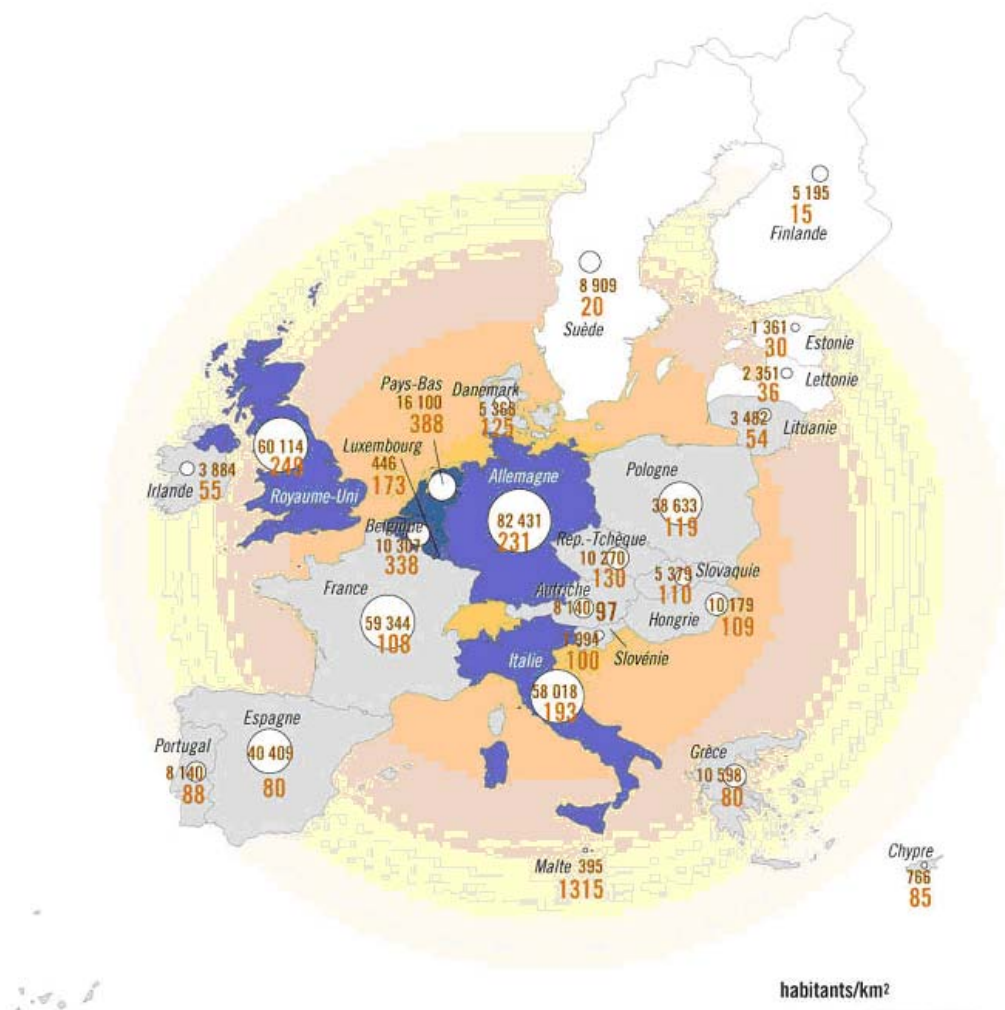 5 195
15
Finlande
8 909
20
Suède
1 361
30
Estonie
2 351
36
Lettonie
3 482
54
Lituanie
Pays-Bas
16 100
388
Danemark
5 368
125
Luxembourg
446
173
60 114
Royaume-Uni
3 884
Irlande 55
Allemagne
82 431
231
Pologne
38 633
119
Belgique
10 307
338
Rép.-Tchèque
10 270
130
5 379
Slovaquie
110
Autriche
8 140
97
10 179
Hongrie
109
France
59 344
108
100
Slovénie
Italie
58 018
193
Espagne
40 409
80
Portugal
8 140
88
Grèce
10 598
80
Malte 395
1315
Chypre
766
85
habitants/km²